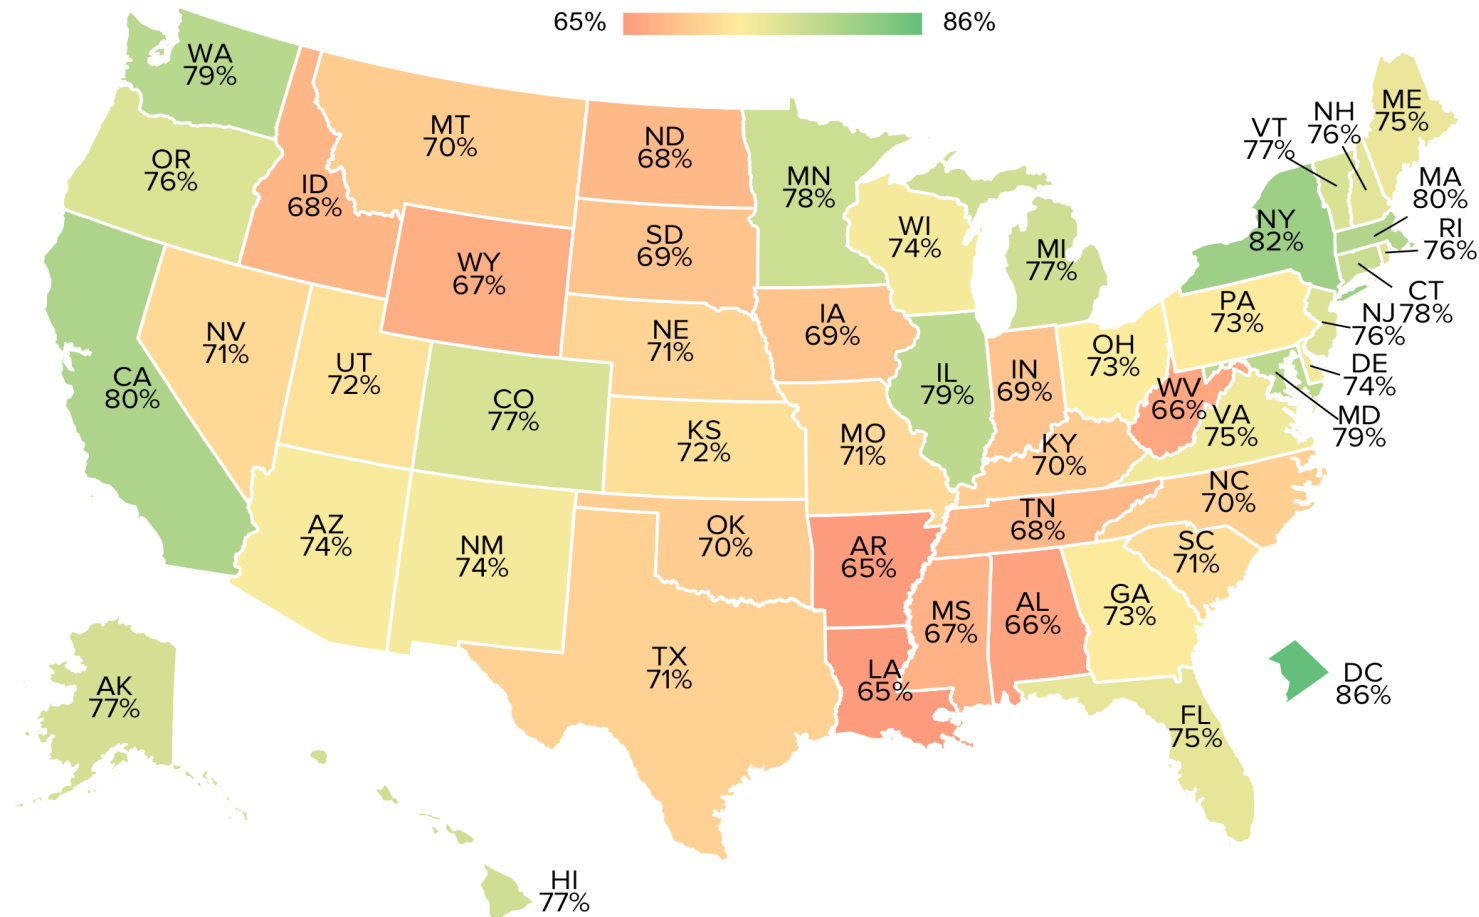 65% 86%
WA
79%
OR
76%
CA
80%
ID
68%
NV
71%
MT
70%
WY
67%
UT
72%
CO
77%
AZ
74%
NM
74%
ND
68%
SD
69%
NE
71%
KS
72%
OK
70%
TX
71%
MN
78%
IA
69%
MO
71%
AR
65%
LA
65%
WI
74%
IL
79%
MI
77%
IN
69%
OH
73%
KY
70%
TN
68%
MS
67%
AL
66%
GA
73%
FL
75%
SC
71%
NC
70%
VA
75%
WV
66%
PA
73%
NY
82%
VT
77%
NH
76%
ME
75%
MA
80%
RI
76%
CT
78%
NJ
76%
DE
74%
MD
79%
DC
86%
AK
77%
HI
77%